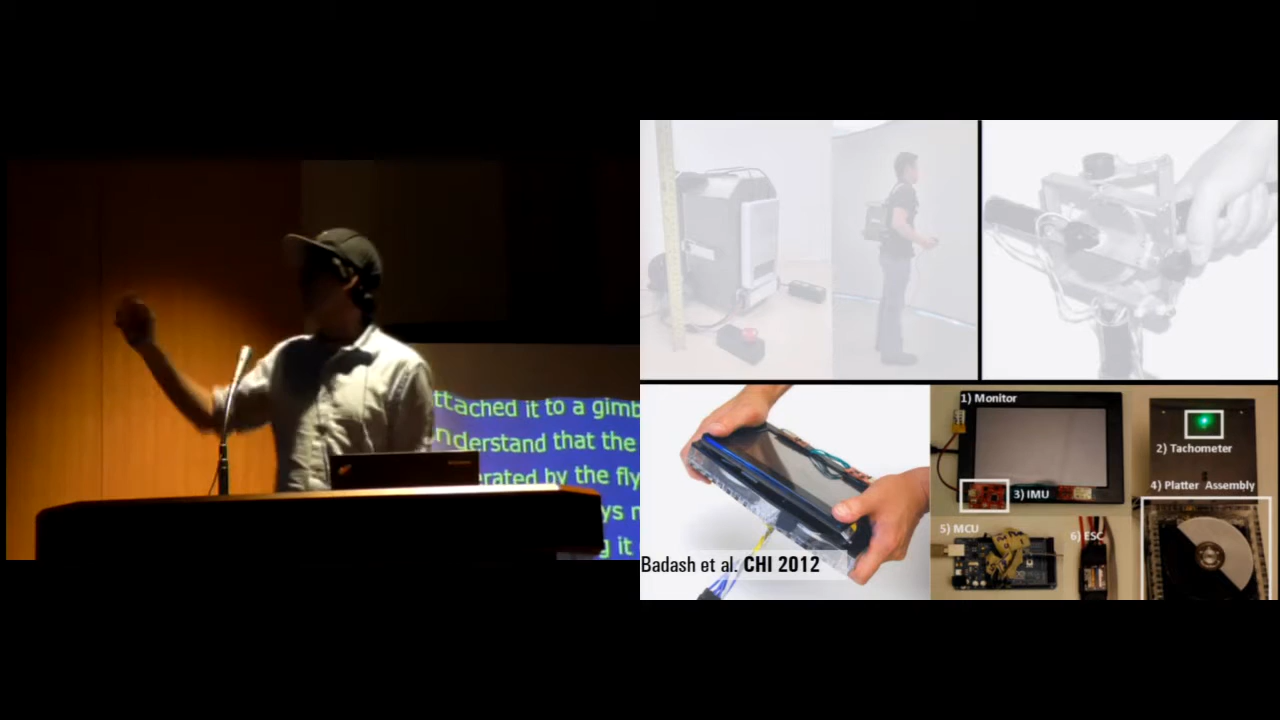 ttached it to a gimb
nderstand that the
erated by the fly
ys n
g it
1) Monitor
2) Tachometer
3) IMU
4) Platter Assembly
5) MCU
6) ESC
Badash et al. CHI 2012